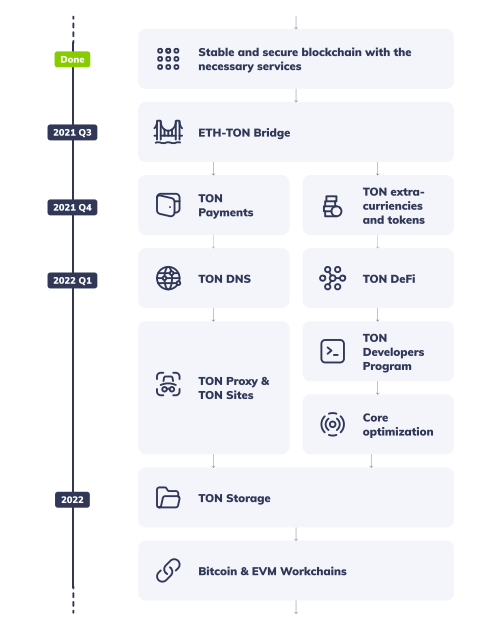 Done
Stable and secure blockchain with the
necessary services
2021 Q3
ETH-TON Bridge
2021 Q4
TON
Payments
TON extra-
curriencies
and tokens
2022 Q1
TON DNS
TON DeFi
TON Proxy &
TON Sites
TON
Developers
Program
Core
optimization
2022
TON Storage
Bitcoin & EVM Workchains